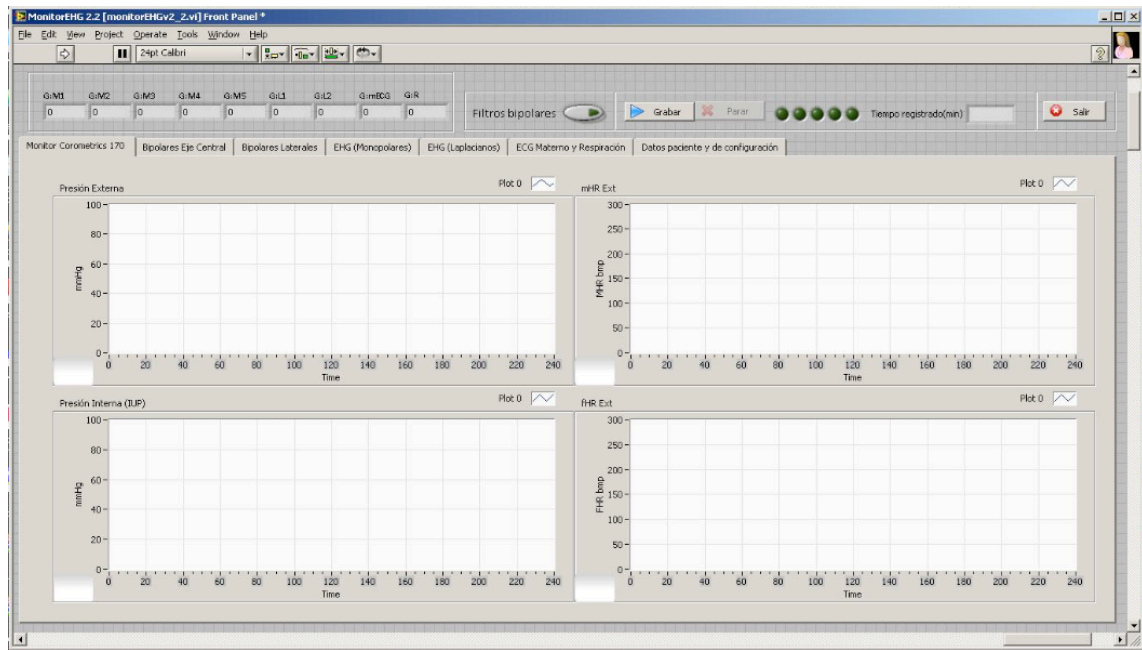 MonitorEHG 2.2 [monitorEHGv2_2.vi] Front Panel *
File Edit View Project Operate Tools Window Help
24pt Calibri
G:M1 G:M2 G:M3 G:M4 G:M5 G:L1 G:L2 G:mECG G:R
0 0 0 0 0 0 0 0 0
Filtros bipolares Grabar Parar Tiempo registrado(min) Salir
Monitor Corometrics 170 Bipolares Eje Central Bipolares Laterales EHG (Monopolares) EHG (Laplacianos) ECG Materno y Respiración Datos paciente y de configuración
Presión Externa Plot 0
100
80
60
40
20
0
mmHg
0 20 40 60 80 100 120 140 160 180 200 220 240
Time
mHR Ext Plot 0
300
250
200
150
100
50
0
MHR bmp
0 20 40 60 80 100 120 140 160 180 200 220 240
Time
Presión Interna (IUP) Plot 0
100
80
60
40
20
0
mmHg
0 20 40 60 80 100 120 140 160 180 200 220 240
Time
fHR Ext Plot 0
300
250
200
150
100
50
0
FHR bmp
0 20 40 60 80 100 120 140 160 180 200 220 240
Time